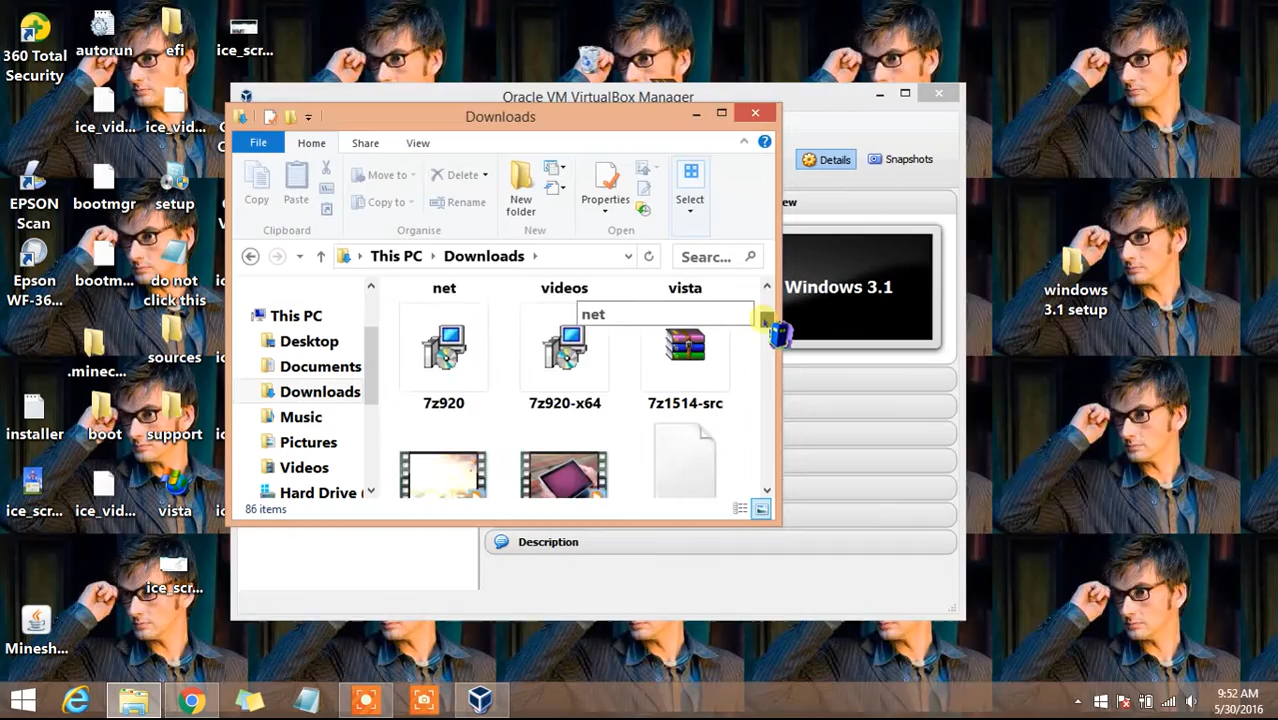 360 Total
Security
autorun
efi
ice_scr...
ice_vid...
ice_vid...
EPSON
Scan
bootmgr
setup
Epson
WF-36...
bootm...
do not
click this
.minec...
sources
installer
boot
support
ice_scr...
ice_vid...
vista
ice_scr...
Minesh...
Oracle VM VirtualBox Manager
Details
Snapshots
Windows 3.1
Description
windows
3.1 setup
Downloads
File
Home
Share
View
Copy
Paste
Move to
Copy to
Delete
Rename
New
folder
Properties
Select
Clipboard
Organise
New
Open
This PC
Downloads
Searc...
This PC
Desktop
Documents
Downloads
Music
Pictures
Videos
Hard Drive
net
videos
vista
net
7z920
7z920-x64
7z1514-src
86 items
9:52 AM
5/30/2016